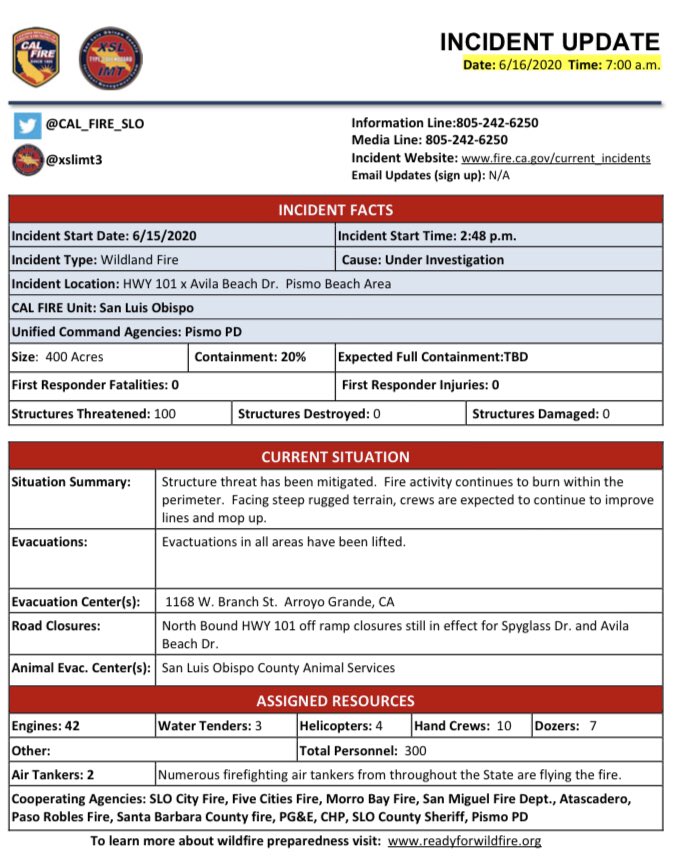 CAL
FIRE
SINCE 1885
XSL
IMT
INCIDENT UPDATE
Date: 6/16/2020 Time: 7:00 a.m.
@CAL_FIRE_SLO
@xslimt3
Information Line:805-242-6250
Media Line: 805-242-6250
Incident Website: www.fire.ca.gov/current_incidents
Email Updates (sign up): N/A
INCIDENT FACTS
Incident Start Date: 6/15/2020 Incident Start Time: 2:48 p.m.
Incident Type: Wildland Fire Cause: Under Investigation
Incident Location: HWY 101 x Avila Beach Dr. Pismo Beach Area
CAL FIRE Unit: San Luis Obispo
Unified Command Agencies: Pismo PD
Size: 400 Acres Containment: 20% Expected Full Containment:TBD
First Responder Fatalities: 0 First Responder Injuries: 0
Structures Threatened: 100 Structures Destroyed: 0 Structures Damaged: 0
CURRENT SITUATION
Situation Summary: Structure threat has been mitigated. Fire activity continues to burn within the
perimeter. Facing steep rugged terrain, crews are expected to continue to improve
lines and mop up.
Evacuations: Evactuations in all areas have been lifted.
Evacuation Center(s): 1168 W. Branch St. Arroyo Grande, CA
Road Closures: North Bound HWY 101 off ramp closures still in effect for Spyglass Dr. and Avila
Beach Dr.
Animal Evac. Center(s): San Luis Obispo County Animal Services
ASSIGNED RESOURCES
Engines: 42 Water Tenders: 3 Helicopters: 4 Hand Crews: 10 Dozers: 7
Other: Total Personnel: 300
Air Tankers: 2 Numerous firefighting air tankers from throughout the State are flying the fire.
Cooperating Agencies: SLO City Fire, Five Cities Fire, Morro Bay Fire, San Miguel Fire Dept., Atascadero,
Paso Robles Fire, Santa Barbara County fire, PG&E, CHP, SLO County Sheriff, Pismo PD
To learn more about wildfire preparedness visit: www.readyforwildfire.org